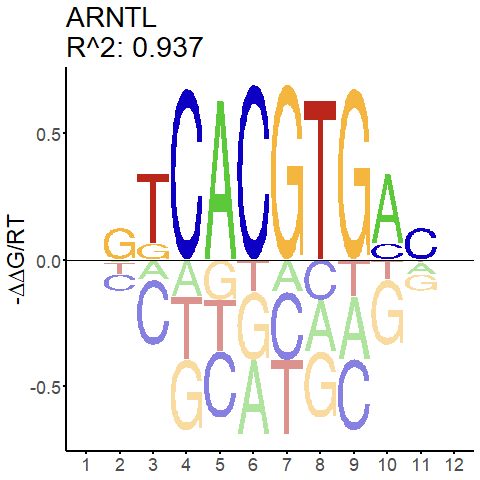 ARNTL
R^2: 0.937
-ΔΔG/RT
0.5
0.0
-0.5
G T C A C G T G A C
G C
T A A G T A C T T A
C C T T G C A A G G
G C A T G C
1 2 3 4 5 6 7 8 9 10 11 12